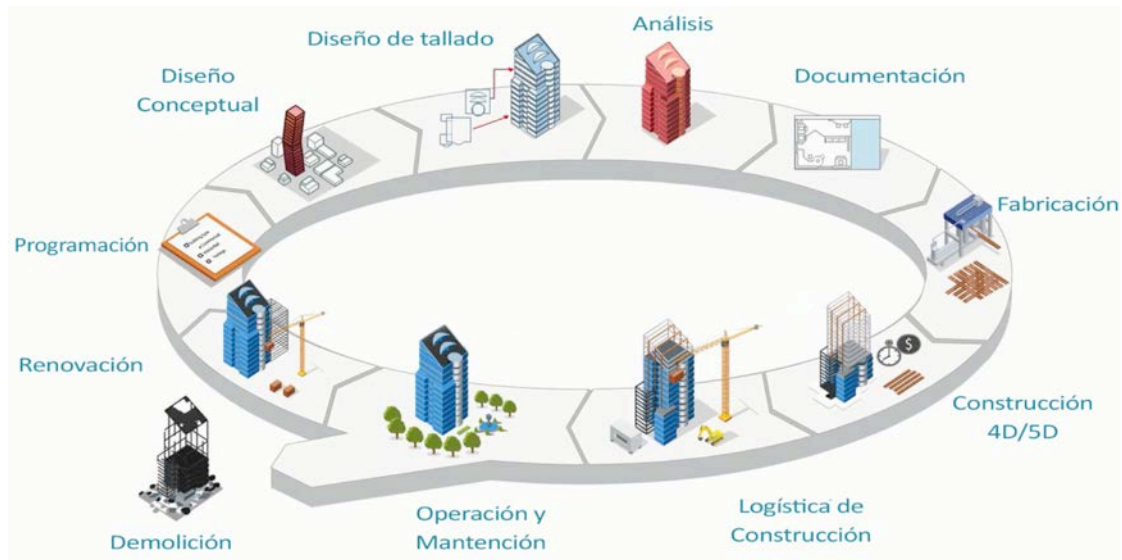 Análisis
Diseño de tallado
Diseño
Conceptual
Documentación
Fabricación
Programación
Renovación
$
Construcción
4D/5D
Logística de
Construcción
Operación y
Mantención
Demolición